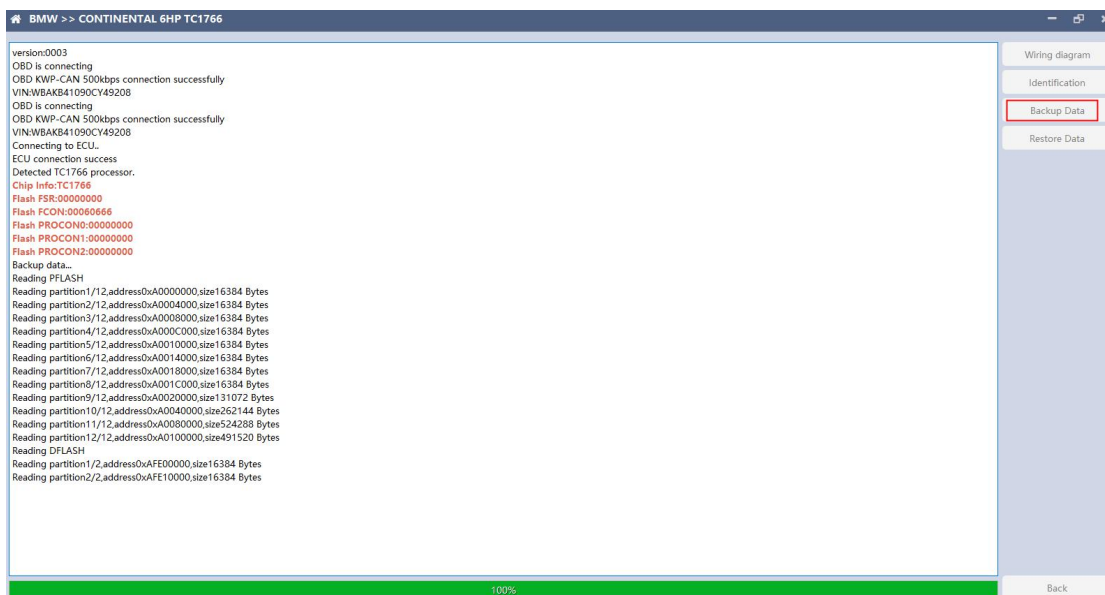 BMW >> CONTINENTAL 6HP TC1766
version:0003
OBD is connecting
OBD KWP-CAN 500kbps connection successfully
VIN:WBAKB41090CY49208
OBD is connecting
OBD KWP-CAN 500kbps connection successfully
VIN:WBAKB41090CY49208
Connecting to ECU..
ECU connection success
Detected TC1766 processor.
Chip Info:TC1766
Flash FSR:00000000
Flash FCON:00060666
Flash PROCON0:00000000
Flash PROCON1:00000000
Flash PROCON2:00000000
Backup data...
Reading PFLASH
Reading partition1/12,address0xA0000000,size16384 Bytes
Reading partition2/12,address0xA0004000,size16384 Bytes
Reading partition3/12,address0xA0008000,size16384 Bytes
Reading partition4/12,address0xA000C000,size16384 Bytes
Reading partition5/12,address0xA0010000,size16384 Bytes
Reading partition6/12,address0xA0014000,size16384 Bytes
Reading partition7/12,address0xA0018000,size16384 Bytes
Reading partition8/12,address0xA001C000,size16384 Bytes
Reading partition9/12,address0xA0020000,size131072 Bytes
Reading partition10/12,address0xA0040000,size262144 Bytes
Reading partition11/12,address0xA0080000,size524288 Bytes
Reading partition12/12,address0xA0100000,size491520 Bytes
Reading DFLASH
Reading partition1/2,address0xAFE00000,size16384 Bytes
Reading partition2/2,address0xAFE10000,size16384 Bytes
100%
Wiring diagram
Identification
Backup Data
Restore Data
Back